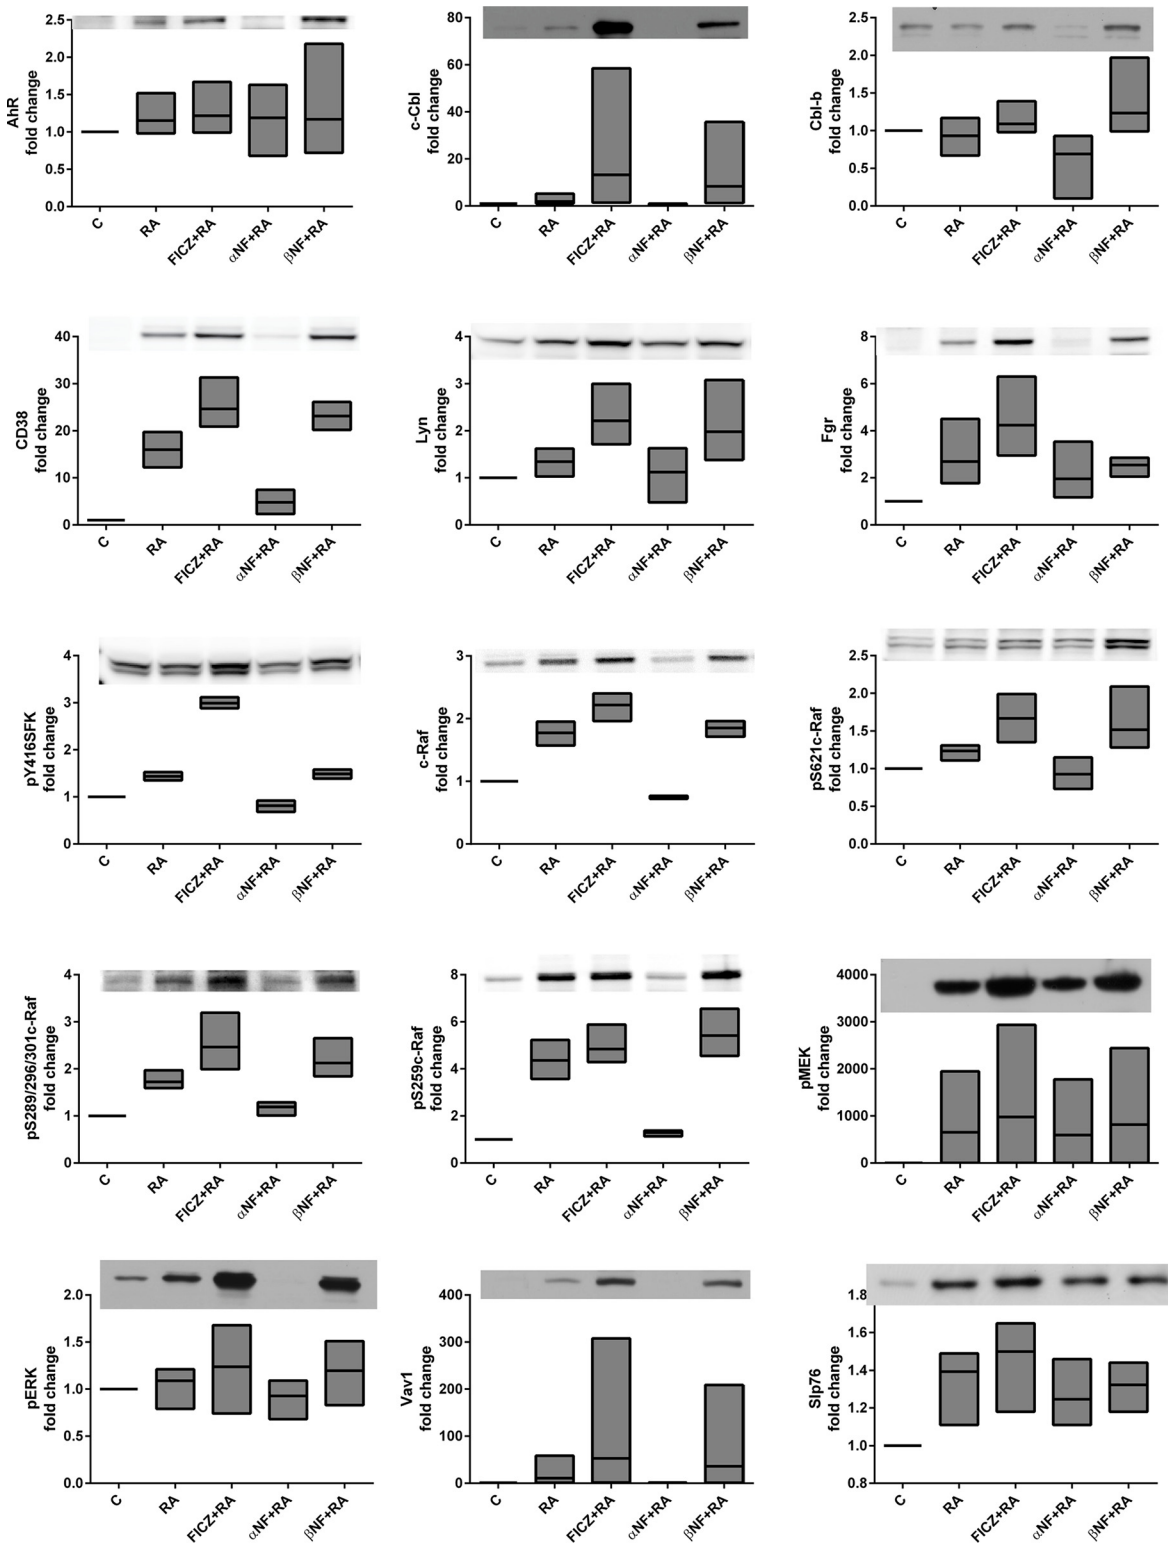 AhR
fold change
2.5
2.0
1.5
1.0
0.5
0.0
C
RA
FICZ+RA
αNF+RA
βNF+RA
c-Cbl
fold change
80
60
40
20
0
C
RA
FICZ+RA
αNF+RA
βNF+RA
Cbl-b
fold change
2.5
2.0
1.5
1.0
0.5
0.0
C
RA
FICZ+RA
αNF+RA
βNF+RA
CD38
fold change
40
30
20
10
0
C
RA
FICZ+RA
αNF+RA
βNF+RA
Lyn
fold change
4
3
2
1
0
C
RA
FICZ+RA
αNF+RA
βNF+RA
Fgr
fold change
8
6
4
2
0
C
RA
FICZ+RA
αNF+RA
βNF+RA
pY416SFK
fold change
4
3
2
1
0
C
RA
FICZ+RA
αNF+RA
βNF+RA
c-Raf
fold change
3
2
1
0
C
RA
FICZ+RA
αNF+RA
βNF+RA
pS621c-Raf
fold change
2.5
2.0
1.5
1.0
0.5
0.0
C
RA
FICZ+RA
αNF+RA
βNF+RA
pS289/296/301c-Raf
fold change
4
3
2
1
0
C
RA
FICZ+RA
αNF+RA
βNF+RA
pS259c-Raf
fold change
8
6
4
2
0
C
RA
FICZ+RA
αNF+RA
βNF+RA
pMEK
fold change
4000
3000
2000
1000
0
C
RA
FICZ+RA
αNF+RA
βNF+RA
pERK
fold change
2.0
1.5
1.0
0.5
0.0
C
RA
FICZ+RA
αNF+RA
βNF+RA
Vav1
fold change
400
300
200
100
0
C
RA
FICZ+RA
αNF+RA
βNF+RA
Slp76
fold change
1.8
1.6
1.4
1.2
1.0
0.8
C
RA
FICZ+RA
αNF+RA
βNF+RA